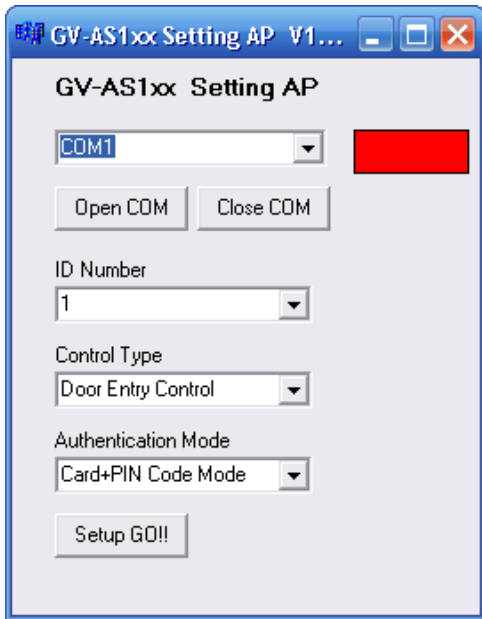 GV-AS1xx Setting AP V1...
GV-AS1xx Setting AP
COM1
Open COM Close COM
ID Number
1
Control Type
Door Entry Control
Authentication Mode
Card+PIN Code Mode
Setup GO!!